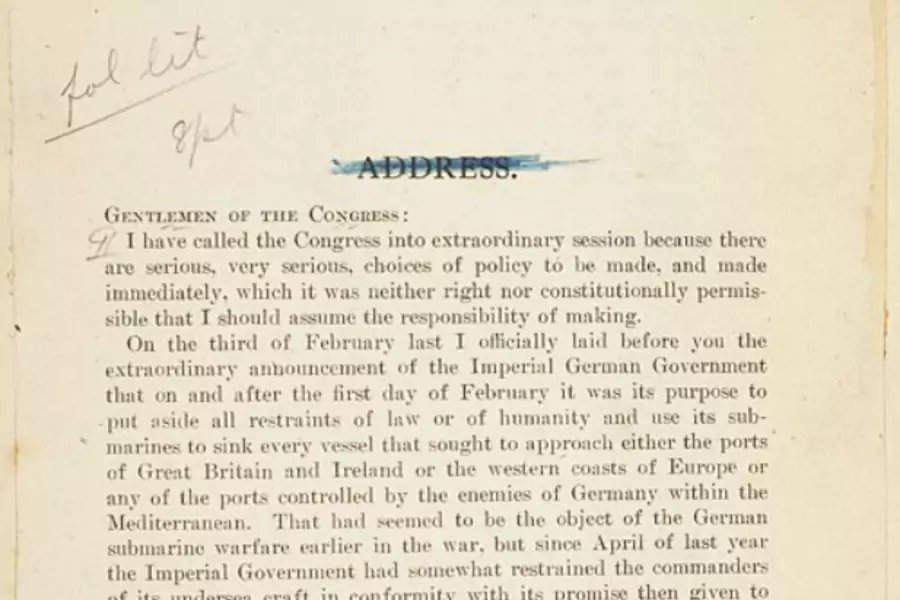 fol lit
8pt
ADDRESS.
GENTLEMEN OF THE CONGRESS:
¶ I have called the Congress into extraordinary session because there
are serious, very serious, choices of policy to be made, and made
immediately, which it was neither right nor constitutionally permis-
sible that I should assume the responsibility of making.
On the third of February last I officially laid before you the
extraordinary announcement of the Imperial German Government
that on and after the first day of February it was its purpose to
put aside all restraints of law or of humanity and use its sub-
marines to sink every vessel that sought to approach either the ports
of Great Britain and Ireland or the western coasts of Europe or
any of the ports controlled by the enemies of Germany within the
Mediterranean. That had seemed to be the object of the German
submarine warfare earlier in the war, but since April of last year
the Imperial Government had somewhat restrained the commanders
of its undersea craft in conformity with its promise then given to